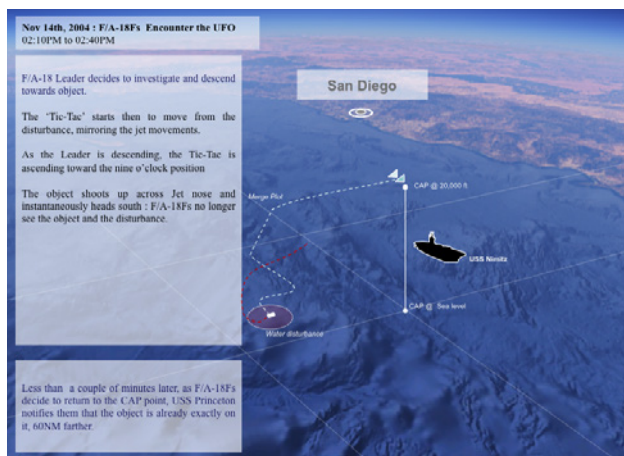 Nov 14th, 2004 : F/A-18Fs Encounter the UFO
02:10PM to 02:40PM
F/A-18 Leader decides to investigate and descend
towards object.
The ‘Tic-Tac’ starts then to move from the
disturbance, mirroring the jet movements.
As the Leader is descending, the Tic-Tac is
ascending toward the nine o’clock position
The object shoots up across Jet nose and
instantaneously heads south : F/A-18Fs no longer
see the object and the disturbance.
San Diego
Merge Plot
CAP @ 20,000 ft
USS Nimitz
CAP @ Sea level
Water disturbance
Less than a couple of minutes later, as F/A-18Fs
decide to return to the CAP point, USS Princeton
notifies them that the object is already exactly on
it, 60NM farther.